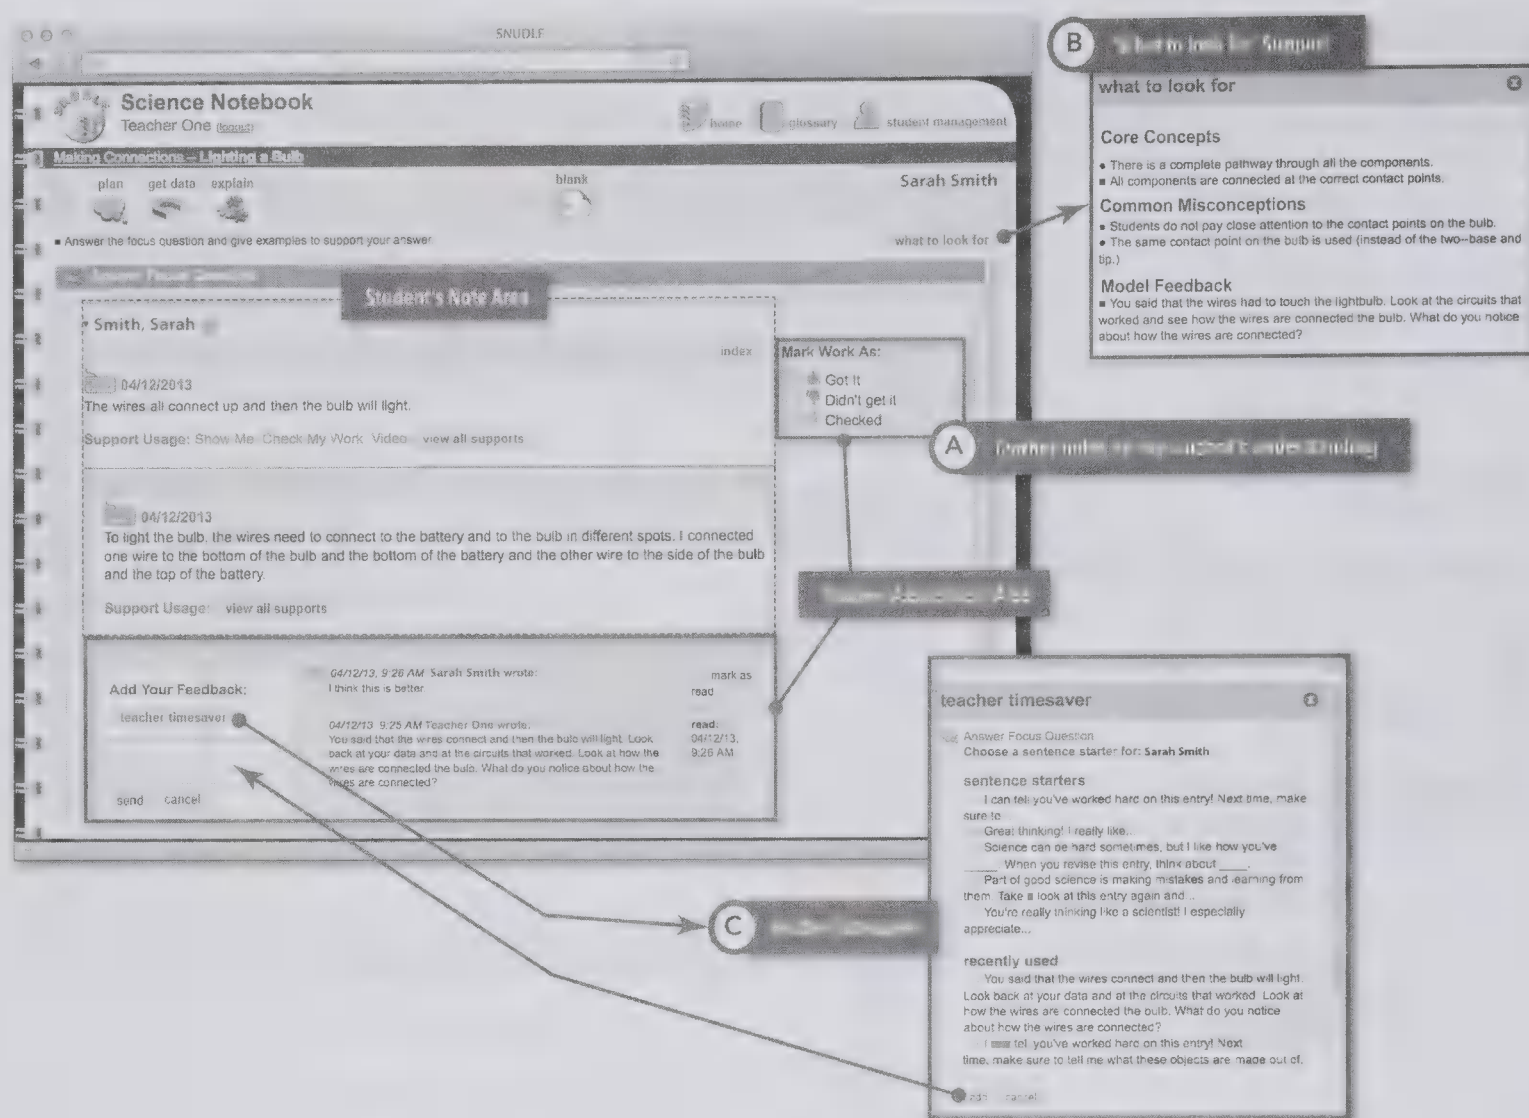 SNUDLE
Science Notebook
Teacher One (logout)
home glossary student management
Making Connections – Lighting a Bulb
plan get data explain blank Sarah Smith
■ Answer the focus question and give examples to support your answer
what to look for
Answer Focus Question
Student's Note Area
Smith, Sarah
index
04/12/2013
The wires all connect up and then the bulb will light.
Support Usage: Show Me Check My Work Video view all supports
04/12/2013
To light the bulb, the wires need to connect to the battery and to the bulb in different spots. I connected
one wire to the bottom of the bulb and the bottom of the battery and the other wire to the side of the bulb
and the top of the battery.
Support Usage: view all supports
Mark Work As:
Got It
Didn't get it
Checked
A
Add Your Feedback:
teacher timesaver
send cancel
04/12/13, 9:26 AM Sarah Smith wrote:
I think this is better.
mark as
read
04/12/13 9:25 AM Teacher One wrote:
You said that the wires connect and then the bulb will light. Look
back at your data and at the circuits that worked. Look at how the
wires are connected the bulb. What do you notice about how the
wires are connected?
read:
04/12/13,
9:26 AM
B What to look for Support
what to look for
Core Concepts
• There is a complete pathway through all the components.
■ All components are connected at the correct contact points.
Common Misconceptions
• Students do not pay close attention to the contact points on the bulb.
• The same contact point on the bulb is used (instead of the two--base and
tip.)
Model Feedback
■ You said that the wires had to touch the lightbulb. Look at the circuits that
worked and see how the wires are connected the bulb. What do you notice
about how the wires are connected?
C
teacher timesaver
Answer Focus Question
Choose a sentence starter for: Sarah Smith
sentence starters
I can tell you've worked hard on this entry! Next time, make
sure to
Great thinking! I really like..
Science can be hard sometimes, but I like how you've
_____ When you revise this entry, think about _____.
Part of good science is making mistakes and learning from
them. Take a look at this entry again and...
You're really thinking like a scientist! I especially
appreciate...
recently used
You said that the wires connect and then the bulb will light.
Look back at your data and at the circuits that worked. Look at
how the wires are connected the bulb. What do you notice
about how the wires are connected?
I tell you've worked hard on this entry! Next
time, make sure to tell me what these objects are made out of.
add cancel